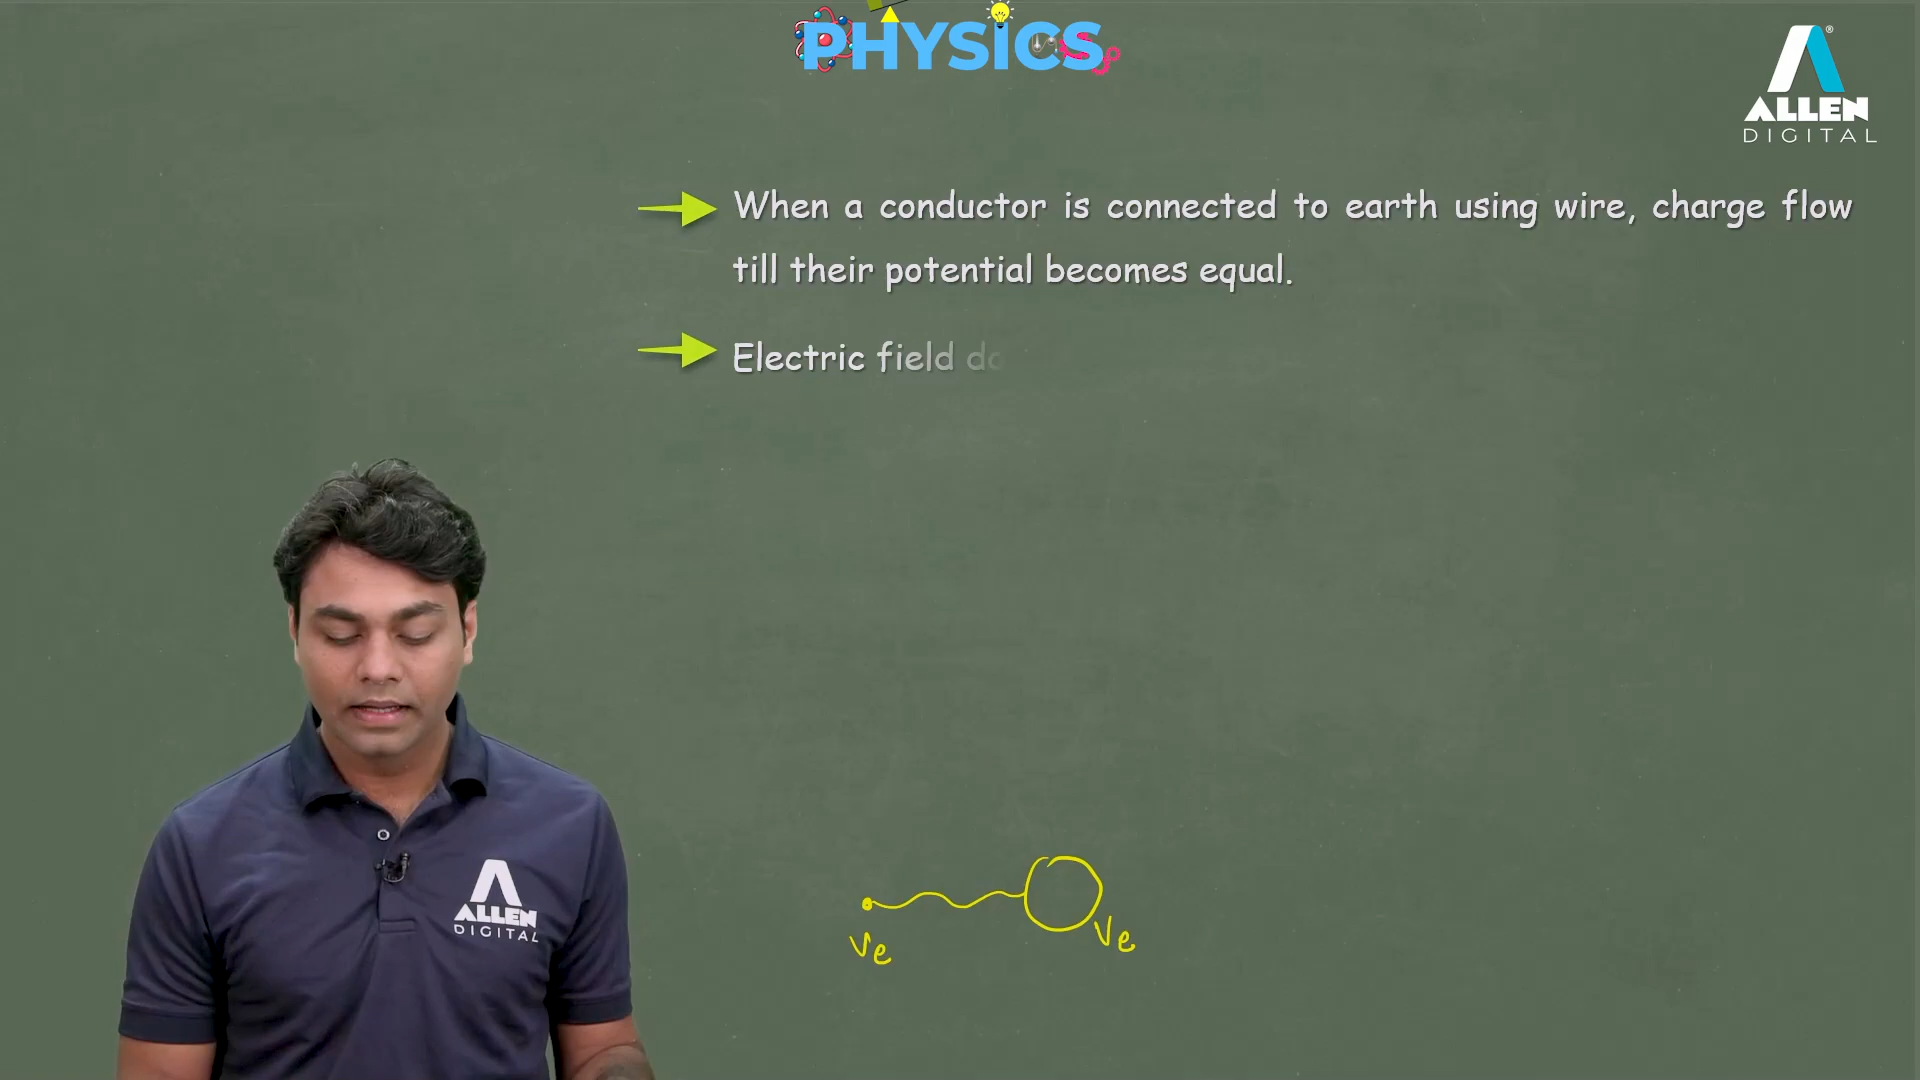 PHYSICS
ALLEN
DIGITAL
When a conductor is connected to earth using wire, charge flow
till their potential becomes equal.
Electric field
ALLEN
DIGITAL
Ve
Ve